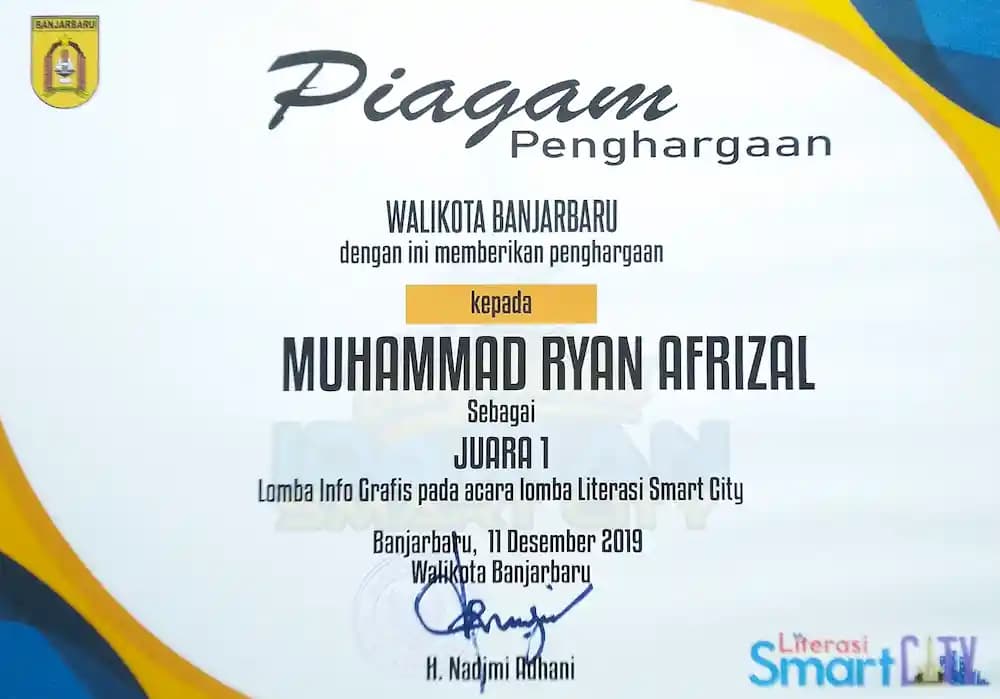 BANJARBARU
Piagam
Penghargaan
WALIKOTA BANJARBARU
dengan ini memberikan penghargaan
kepada
MUHAMMAD RYAN AFRIZAL
Sebagai
JUARA 1
Lomba Info Grafis pada acara lomba Literasi Smart City
Banjarbaru, 11 Desember 2019
Walikota Banjarbaru
H. Nadjmi Adhani
Literasi
Smart CITY